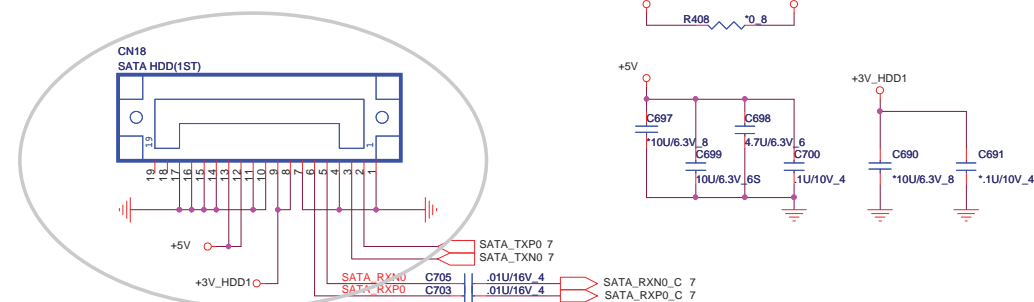 R408 *0_8
CN18
SATA HDD(1ST)
19 1
19 18 17 16 15 14 13 12 11 10 9 8 7 6 5 4 3 2 1
+5V
+3V_HDD1
SATA_TXP0 7
SATA_TXN0 7
SATA_RXN0 C705 .01U/16V_4 SATA_RXN0_C 7
SATA_RXP0 C703 .01U/16V_4 SATA_RXP0_C 7
+5V
C697
*10U/6.3V_8
C699
10U/6.3V_6S
C698
4.7U/6.3V_6
C700
.1U/10V_4
+3V_HDD1
C690
*10U/6.3V_8
C691
*.1U/10V_4